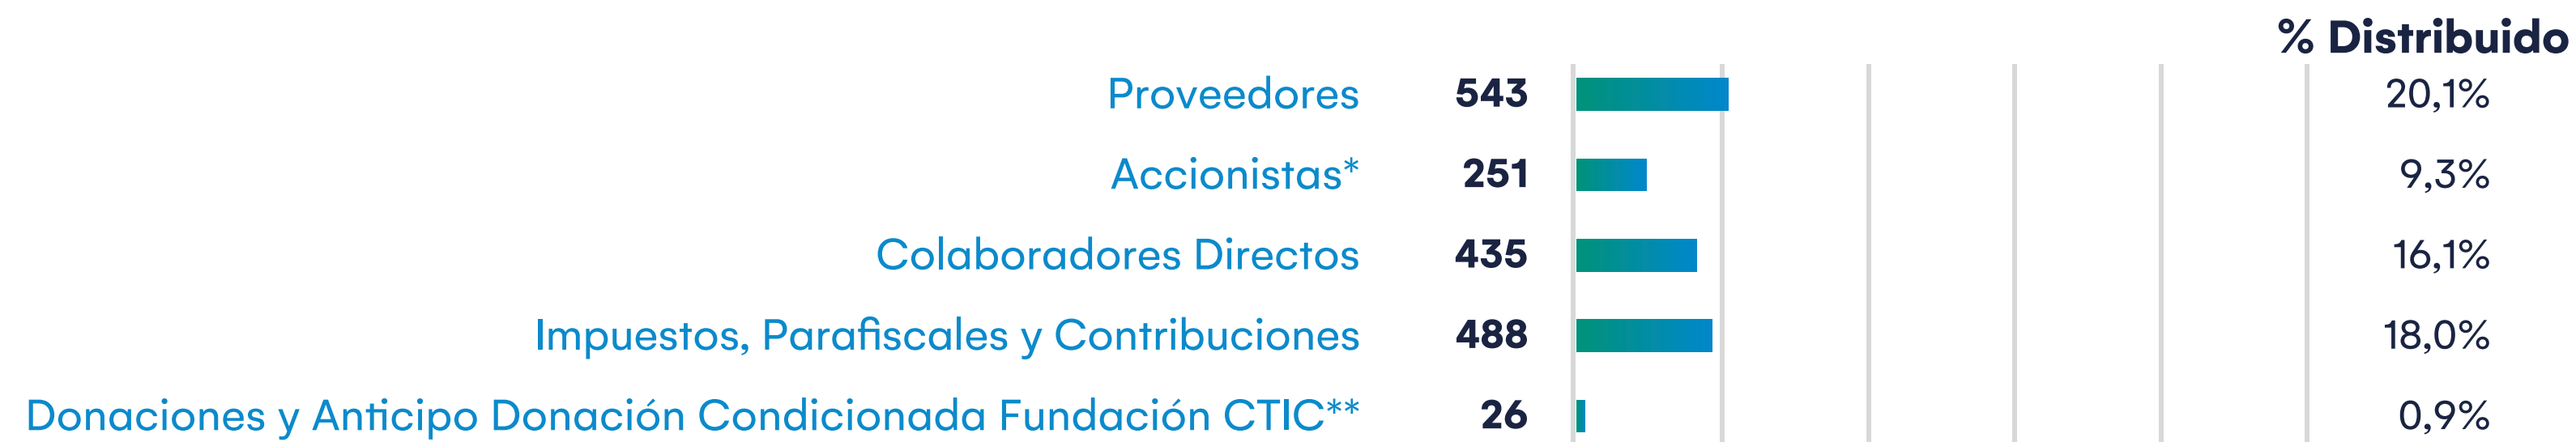 % Distribuido
Proveedores 543 20,1%
Accionistas* 251 9,3%
Colaboradores Directos 435 16,1%
Impuestos, Parafiscales y Contribuciones 488 18,0%
Donaciones y Anticipo Donación Condicionada Fundación CTIC** 26 0,9%